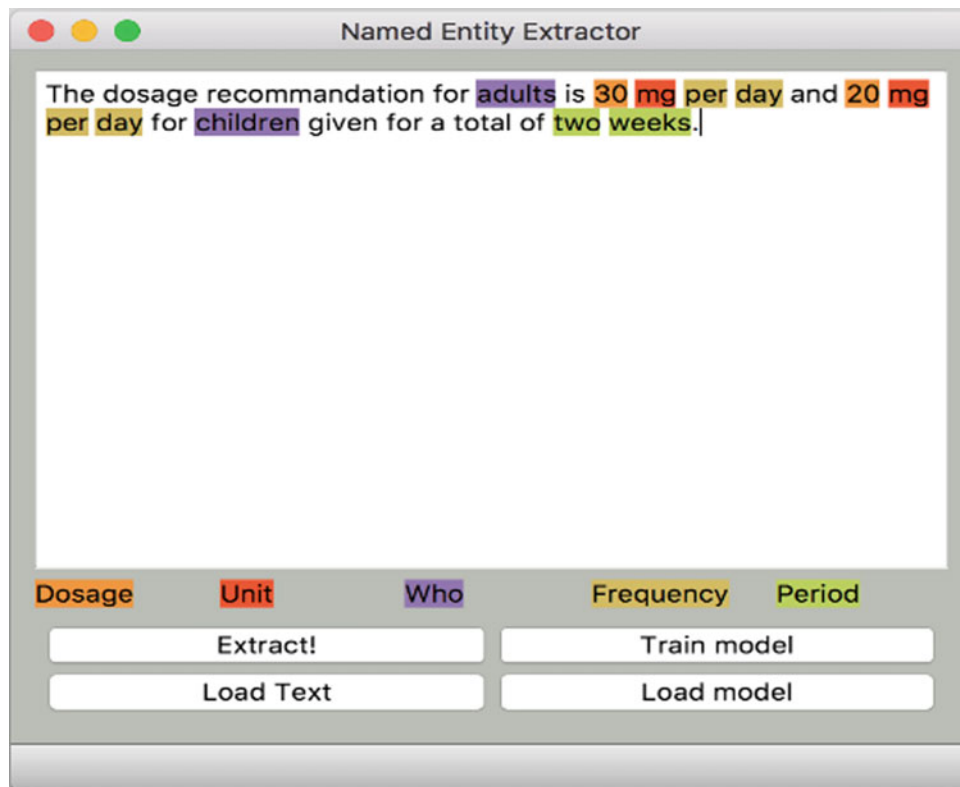 Named Entity Extractor
The dosage recommandation for adults is 30 mg per day and 20 mg
per day for children given for a total of two weeks.
Dosage Unit Who Frequency Period
Extract! Train model
Load Text Load model